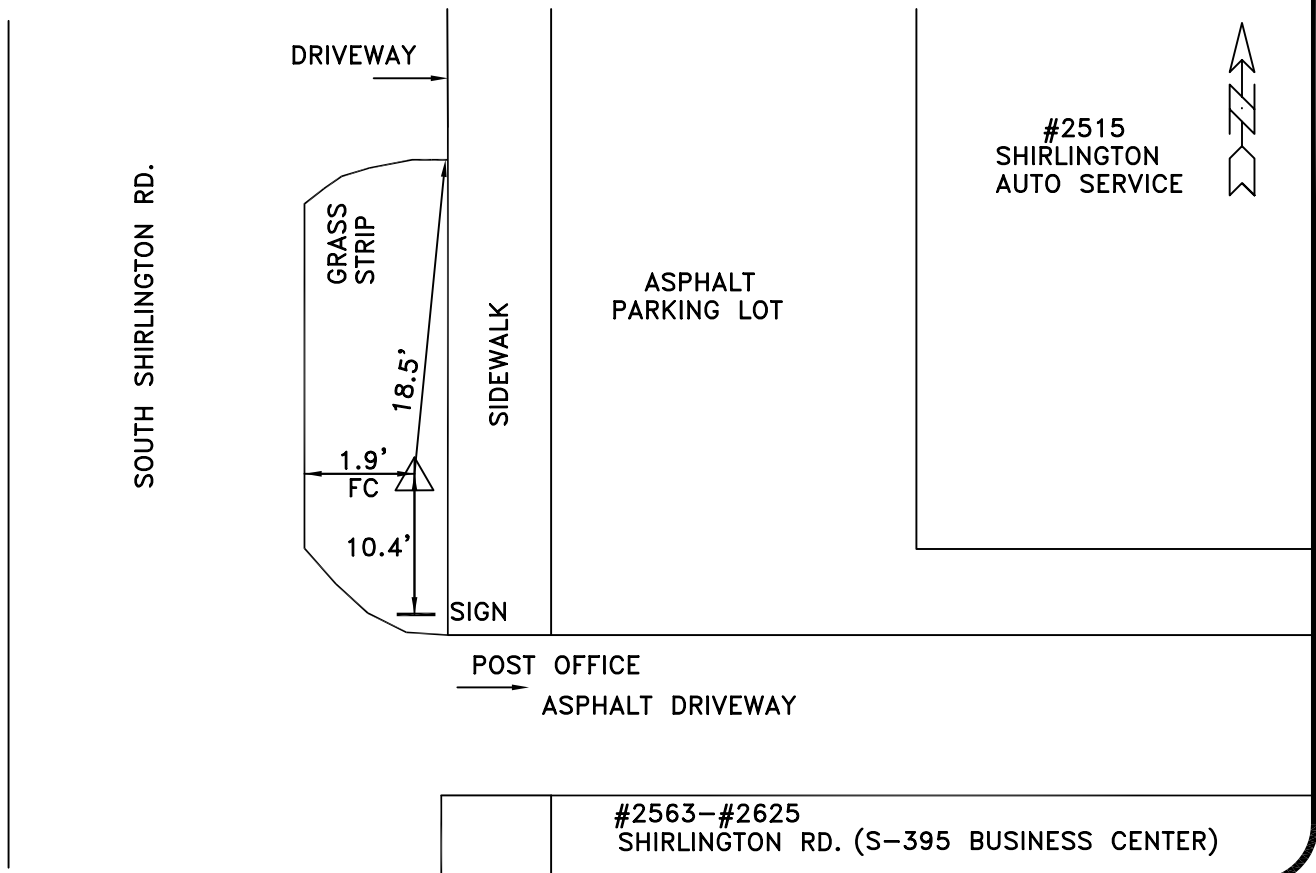 DRIVEWAY
#2515
SHIRLINGTON
AUTO SERVICE
N
SOUTH SHIRLINGTON RD.
GRASS
STRIP
ASPHALT
PARKING LOT
SIDEWALK
18.5'
1.9'
FC
10.4'
SIGN
POST OFFICE
ASPHALT DRIVEWAY
#2563-#2625
SHIRLINGTON RD. (S-395 BUSINESS CENTER)